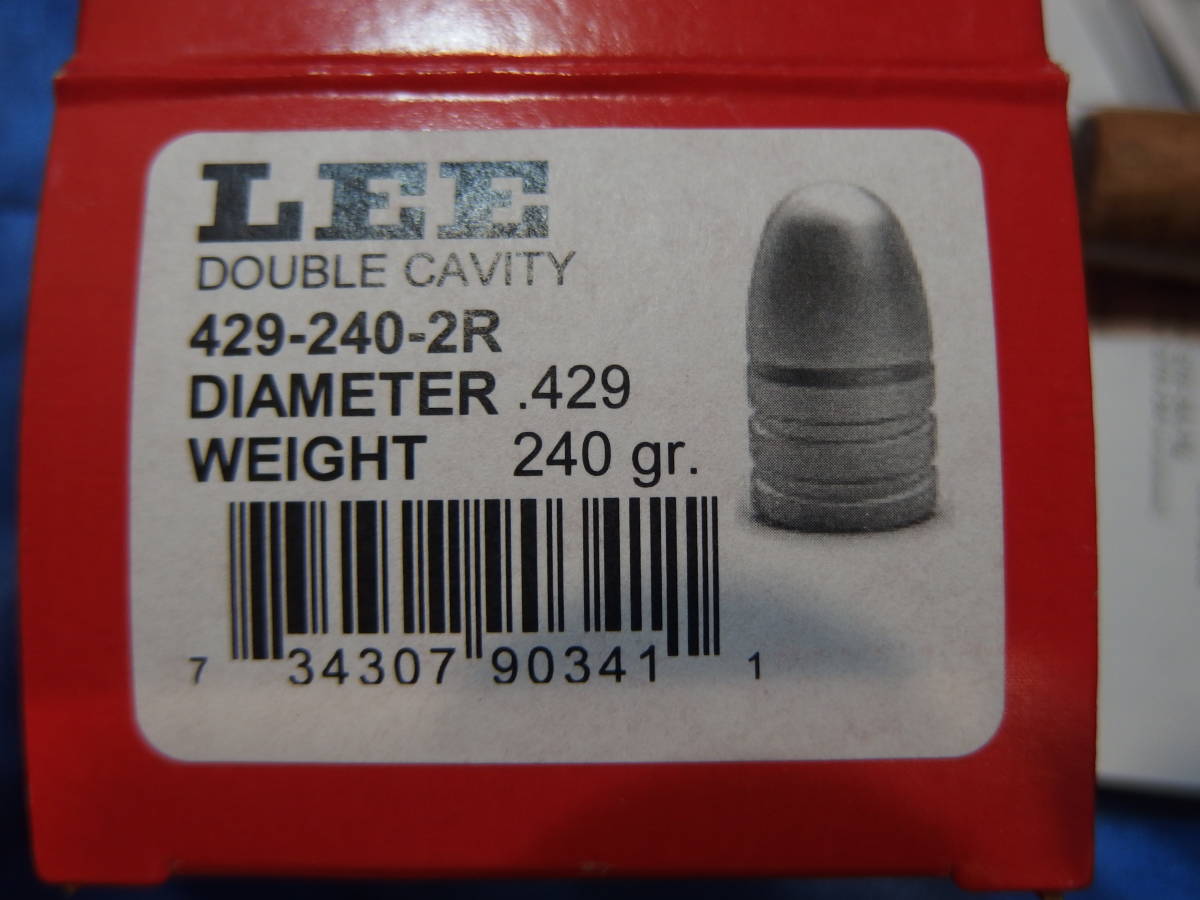 LEE
DOUBLE CAVITY
429-240-2R
DIAMETER .429
WEIGHT 240 gr.
7 34307 90341 1